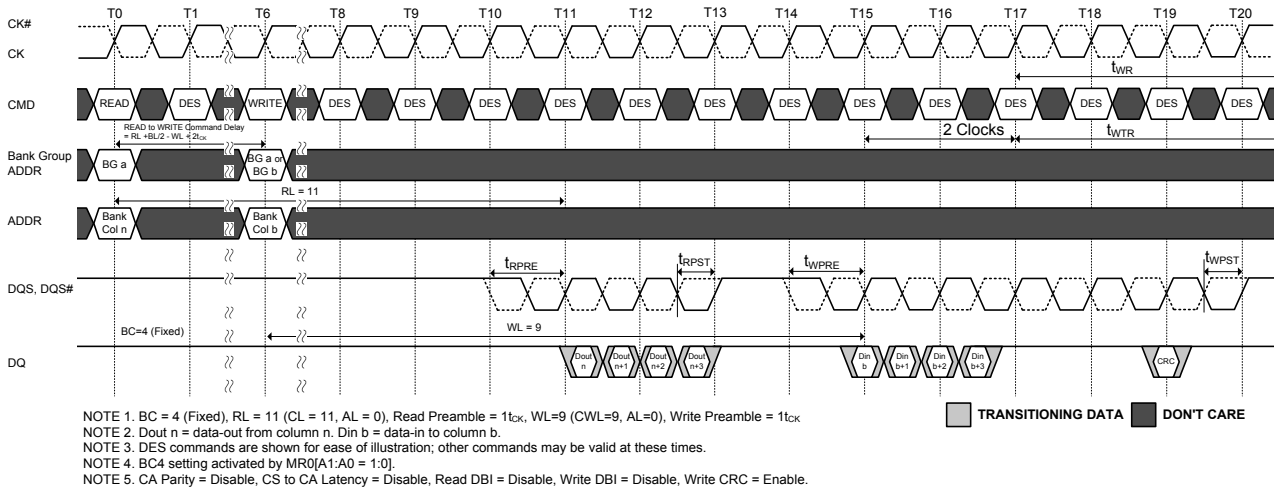 T0 T1 T6 T8 T9 T10 T11 T12 T13 T14 T15 T16 T17 T18 T19 T20
CK#
CK
tWR
CMD
READ DES WRITE DES DES DES DES DES DES DES DES DES DES DES DES DES
READ to WRITE Command Delay
= RL +BL/2 - WL + 2tCK
2 Clocks
tWTR
Bank Group
ADDR
BG a
BG a or
BG b
RL = 11
ADDR
Bank
Col n
Bank
Col b
tRPRE
tRPST
tWPRE
tWPST
DQS, DQS#
BC=4 (Fixed)
WL = 9
DQ
Dout
n
Dout
n+1
Dout
n+2
Dout
n+3
Din
b
Din
b+1
Din
b+2
Din
b+3
CRC
NOTE 1. BC = 4 (Fixed), RL = 11 (CL = 11, AL = 0), Read Preamble = 1tCK, WL=9 (CWL=9, AL=0), Write Preamble = 1tCK
NOTE 2. Dout n = data-out from column n. Din b = data-in to column b.
NOTE 3. DES commands are shown for ease of illustration; other commands may be valid at these times.
NOTE 4. BC4 setting activated by MR0[A1:A0 = 1:0].
NOTE 5. CA Parity = Disable, CS to CA Latency = Disable, Read DBI = Disable, Write DBI = Disable, Write CRC = Enable.
TRANSITIONING DATA
DON'T CARE